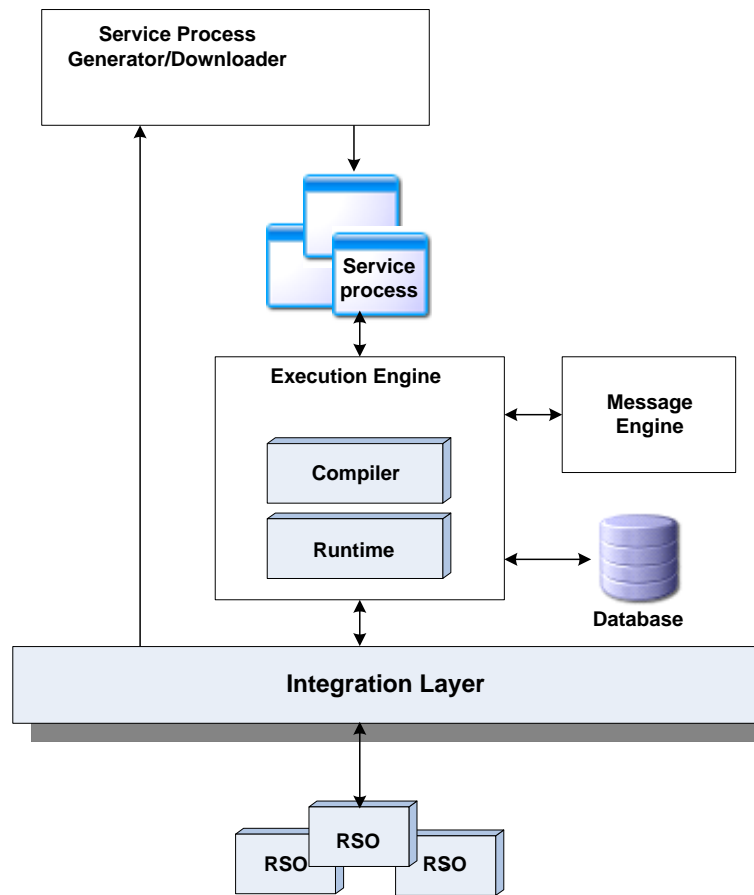 Service Process
Generator/Downloader
Service
process
Execution Engine
Message
Engine
Compiler
Runtime
Database
Integration Layer
RSO
RSO
RSO